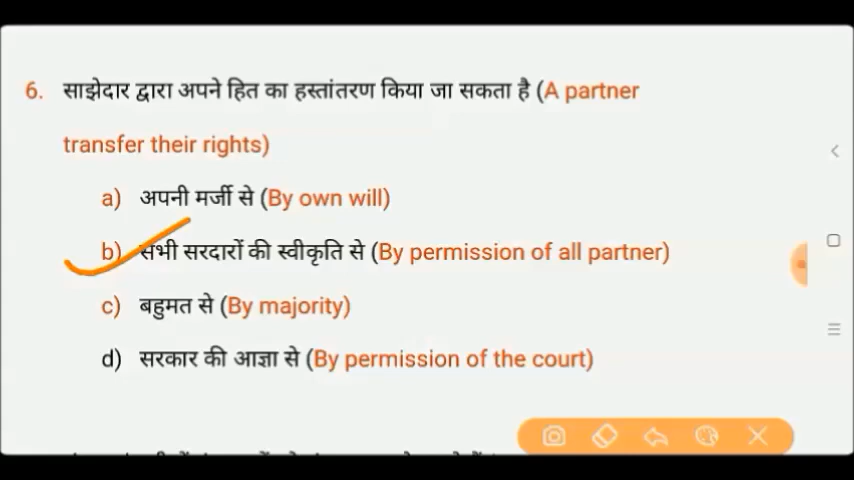 6. साझेदार द्वारा अपने हित का हस्तांतरण किया जा सकता है (A partner
transfer their rights)
a) अपनी मर्जी से (By own will)
b) सभी सरदारों की स्वीकृति से (By permission of all partner)
c) बहुमत से (By majority)
d) सरकार की आज्ञा से (By permission of the court)